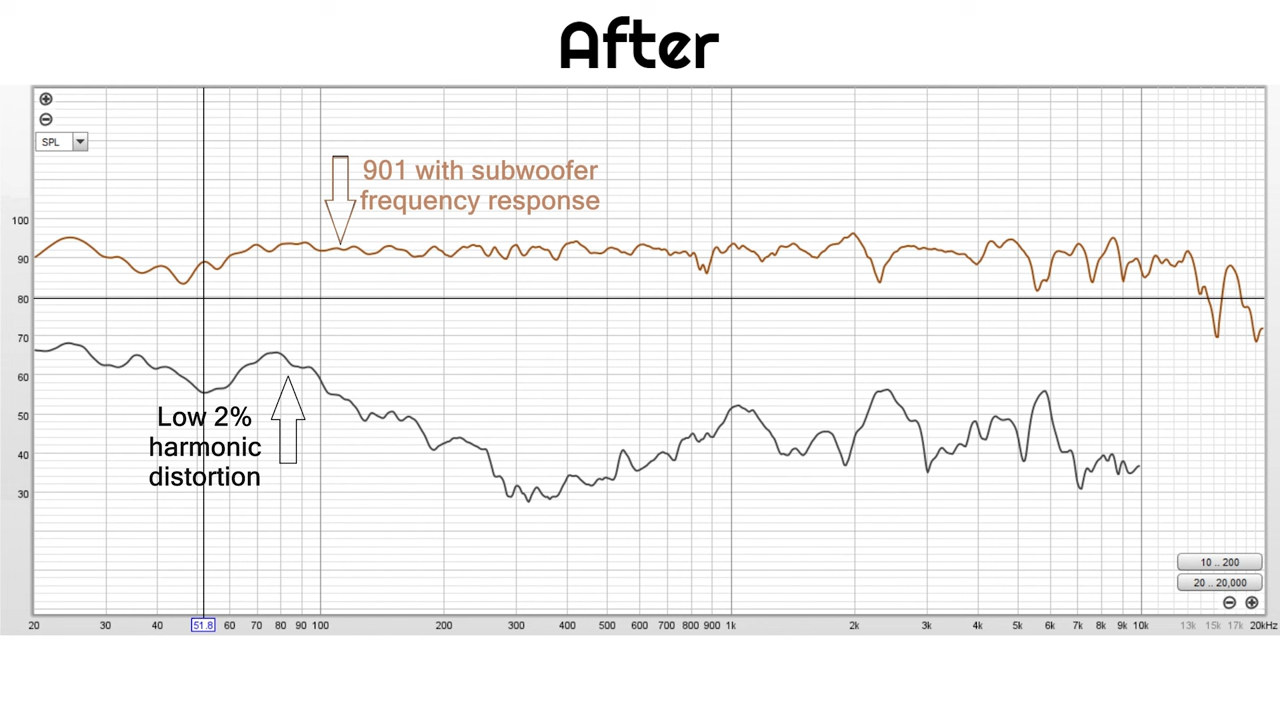 After
SPL
901 with subwoofer
frequency response
100
90
80
70
60
50
40
30
Low 2%
harmonic
distortion
10 .. 200
20 .. 20,000
20 30 40 51.8 60 70 80 90 100 200 300 400 500 600 700 800 900 1k 2k 3k 4k 5k 6k 7k 8k 9k 10k 13k 15k 17k 20kHz